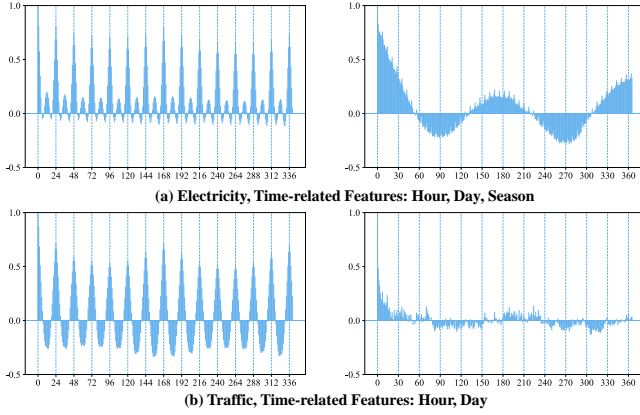 1.0
0.5
0.0
-0.5
0 24 48 72 96 120 144 168 192 216 240 264 288 312 336
1.0
0.5
0.0
-0.5
0 30 60 90 120 150 180 210 240 270 300 330 360
(a) Electricity, Time-related Features: Hour, Day, Season
1.0
0.5
0.0
-0.5
0 24 48 72 96 120 144 168 192 216 240 264 288 312 336
1.0
0.5
0.0
-0.5
0 30 60 90 120 150 180 210 240 270 300 330 360
(b) Traffic, Time-related Features: Hour, Day